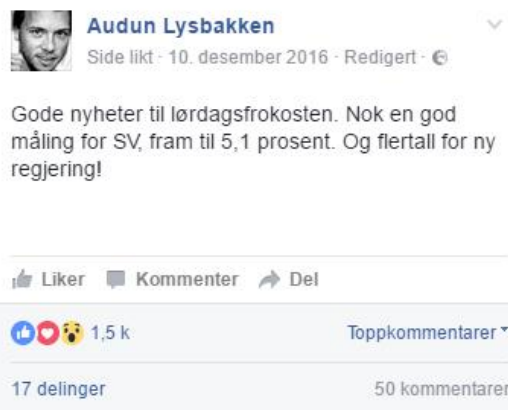 Audun Lysbakken
Side likt · 10. desember 2016 · Redigert ·
Gode nyheter til lørdagsfrokosten. Nok en god
måling for SV, fram til 5,1 prosent. Og flertall for ny
regjering!
Liker Kommenter Del
1,5 k Toppkommentarer
17 delinger 50 kommentarer